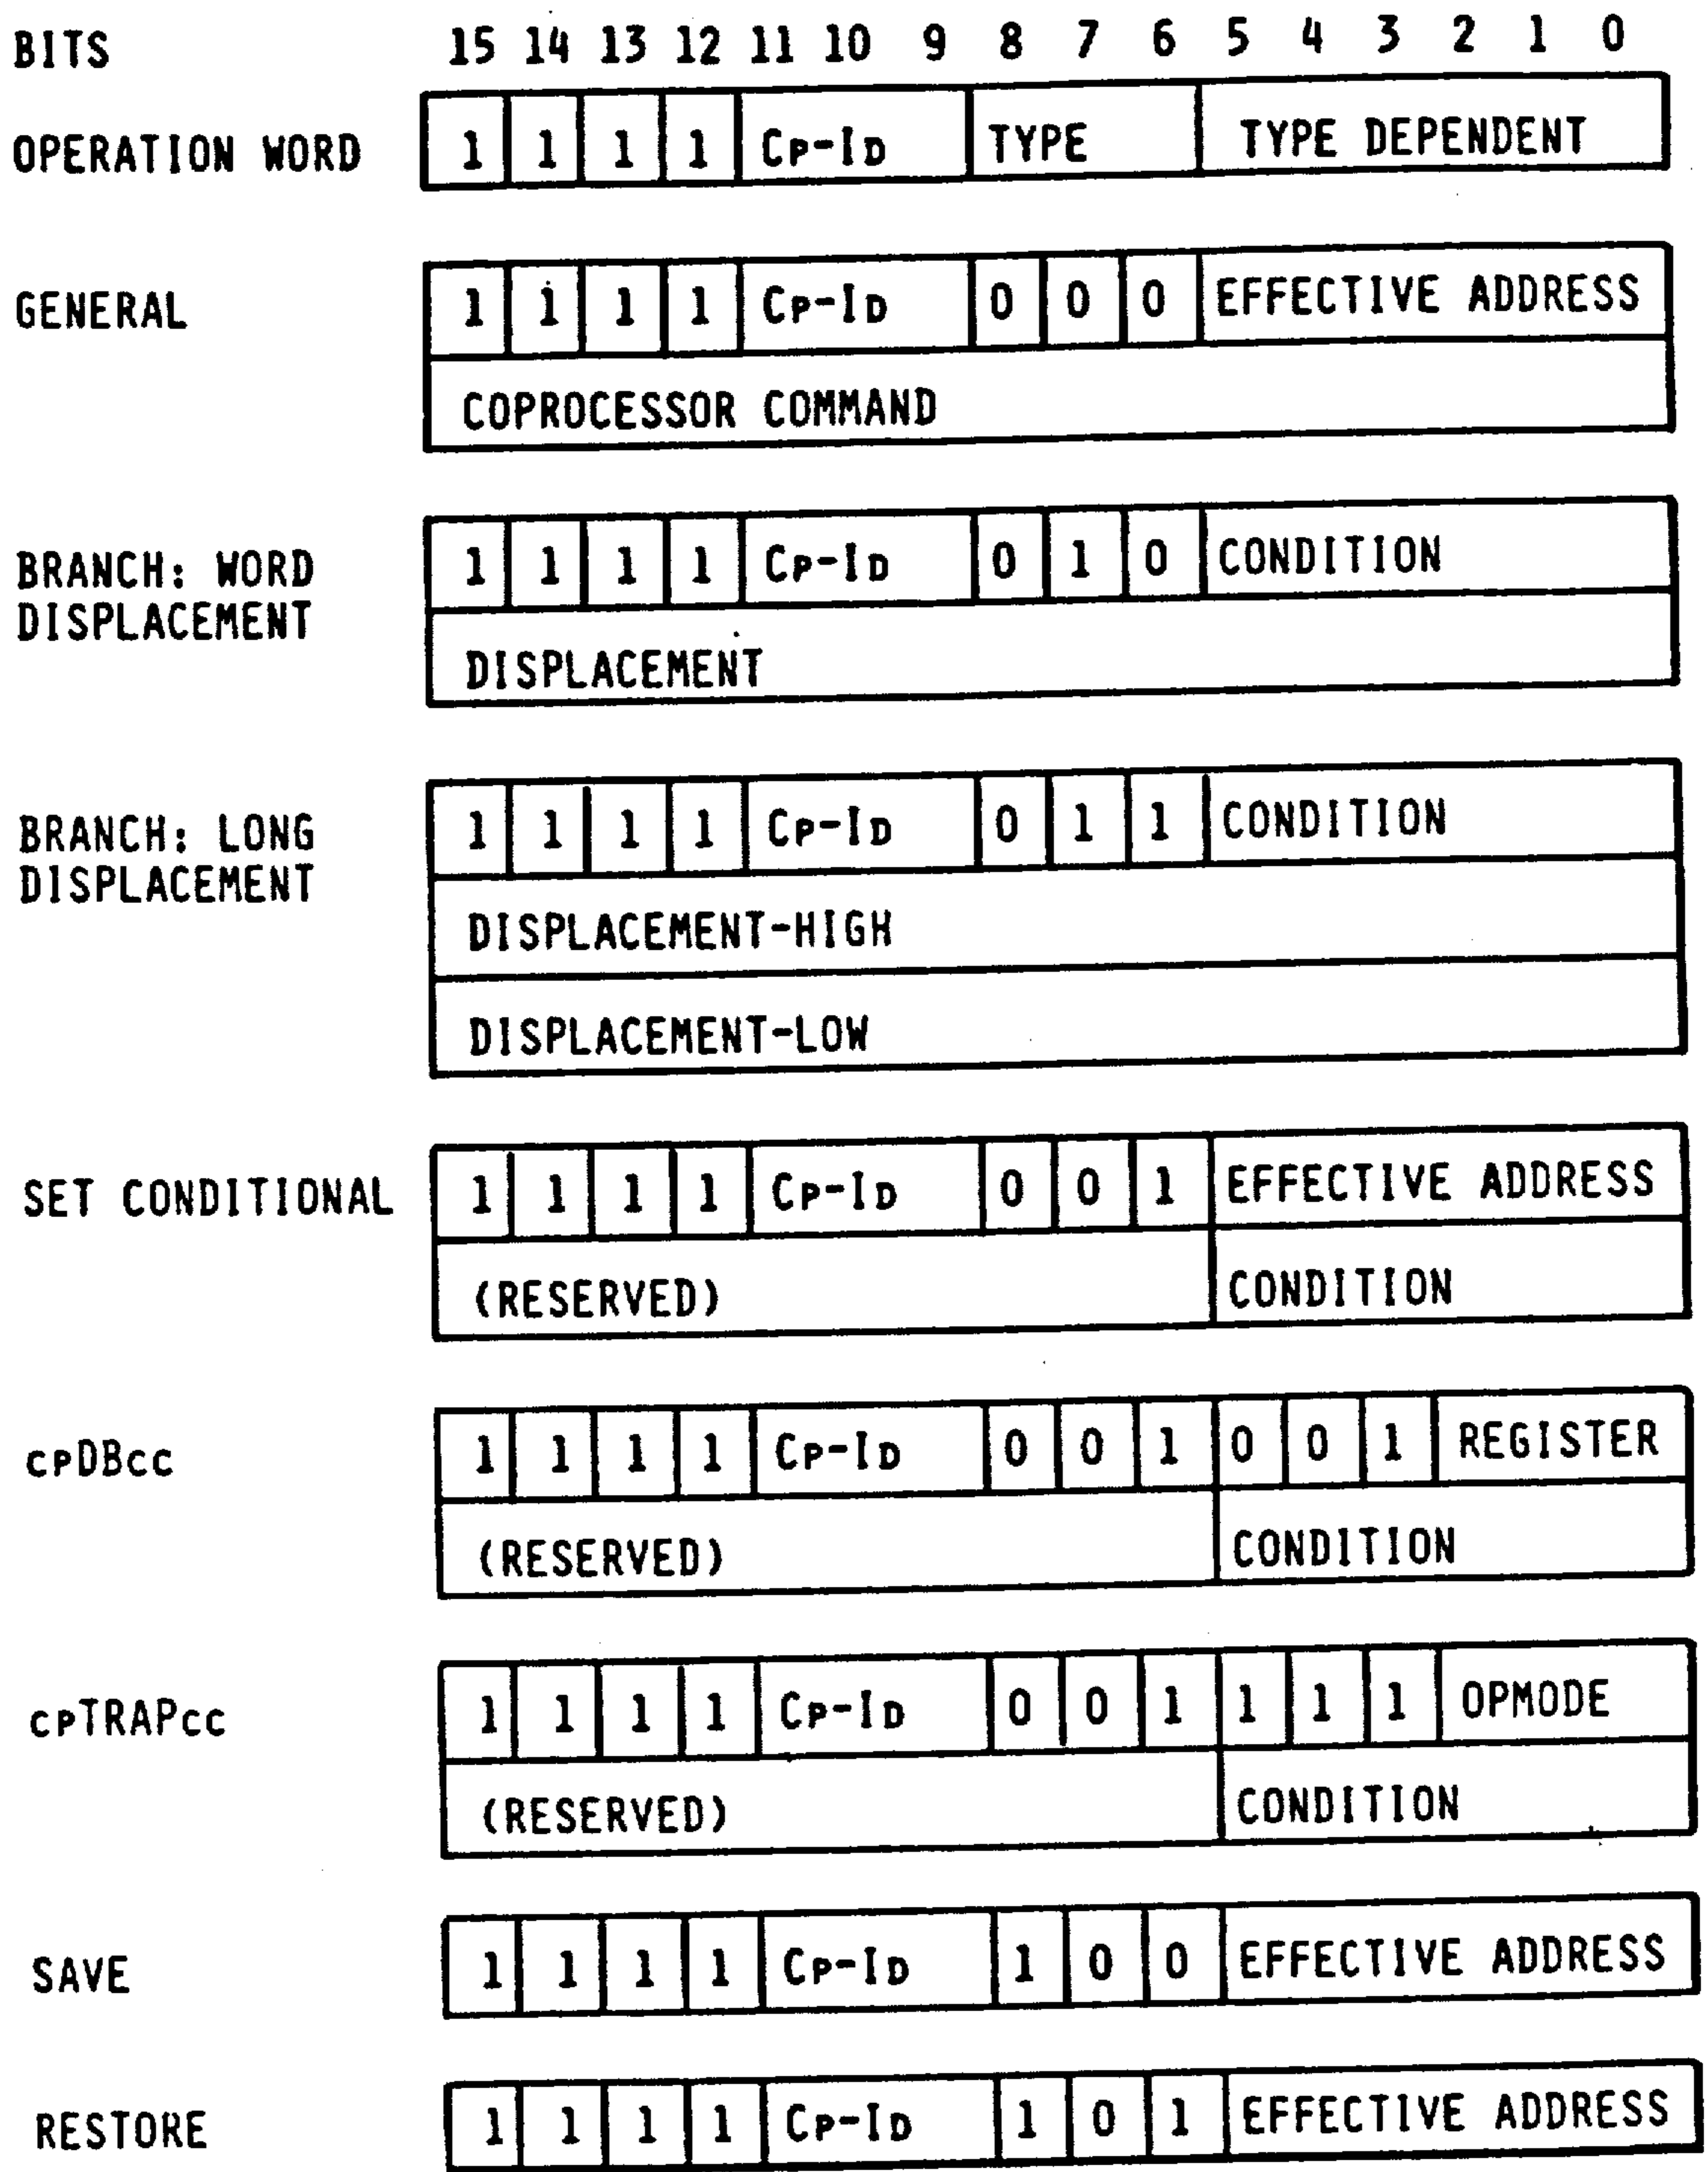 BITS 15 14 13 12 11 10 9 8 7 6 5 4 3 2 1 0
OPERATION WORD 1 1 1 1 Cp-Id TYPE TYPE DEPENDENT
GENERAL 1 1 1 1 Cp-Id 0 0 0 EFFECTIVE ADDRESS
COPROCESSOR COMMAND
BRANCH: WORD DISPLACEMENT 1 1 1 1 Cp-Id 0 1 0 CONDITION
DISPLACEMENT
BRANCH: LONG DISPLACEMENT 1 1 1 1 Cp-Id 0 1 1 CONDITION
DISPLACEMENT-HIGH
DISPLACEMENT-LOW
SET CONDITIONAL 1 1 1 1 Cp-Id 0 0 1 EFFECTIVE ADDRESS
(RESERVED) CONDITION
cpDBcc 1 1 1 1 Cp-Id 0 0 1 0 0 1 REGISTER
(RESERVED) CONDITION
cpTRAPcc 1 1 1 1 Cp-Id 0 0 1 1 1 1 OPMODE
(RESERVED) CONDITION
SAVE 1 1 1 1 Cp-Id 1 0 0 EFFECTIVE ADDRESS
RESTORE 1 1 1 1 Cp-Id 1 0 1 EFFECTIVE ADDRESS